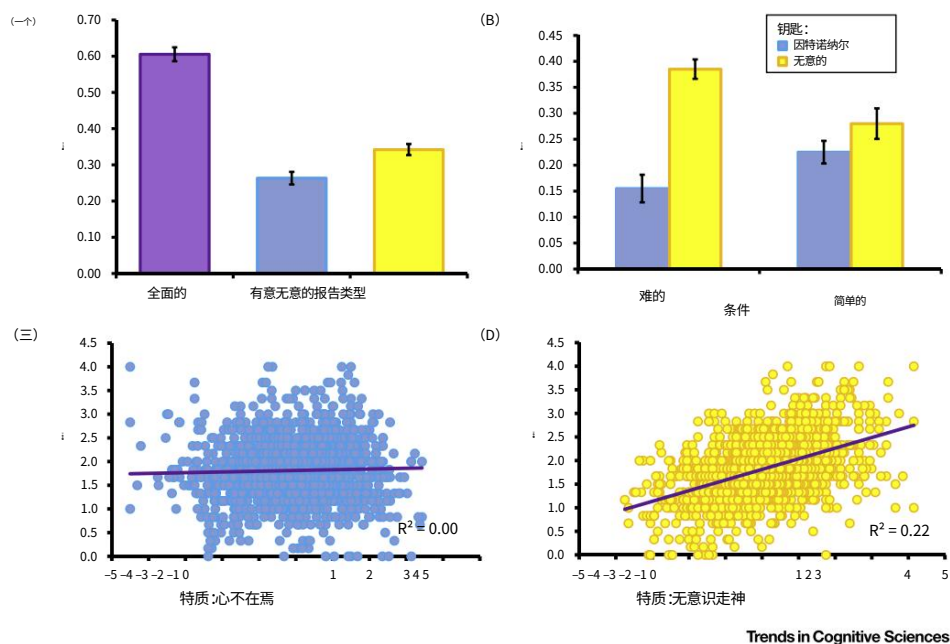 （一个）
0.70
0.60
0.50
0.40
0.30
0.20
0.10
0.00
全面的
有意无意的报告类型
（B）
0.45
0.40
0.35
0.30
0.25
0.20
0.15
0.10
0.05
0.00
钥匙：
因特诺纳尔
无意的
难的
简单的
条件
（三）
4.5
4.0
3.5
3.0
2.5
2.0
1.5
1.0
0.5
0.0
R² = 0.00
–5 –4 –3 –2 –1 0 1 2 3 4 5
特质：心不在焉
（D）
4.5
4.0
3.5
3.0
2.5
2.0
1.5
1.0
0.5
0.0
R² = 0.22
–5 –4 –3 –2 –1 0 1 2 3 4 5
特质：无意识走神
Trends in Cognitive Sciences